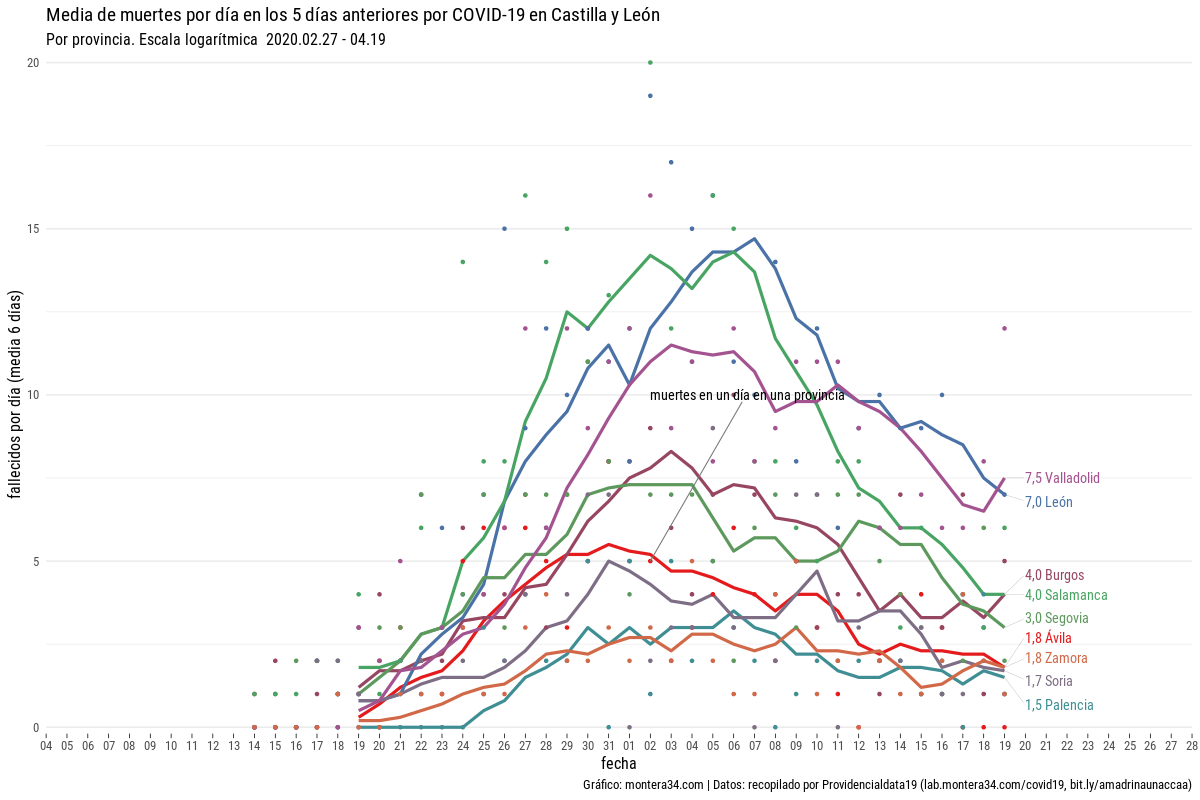 Media de muertes por día en los 5 días anteriores por COVID-19 en Castilla y León
Por provincia. Escala logarítmica 2020.02.27 - 04.19
20
15
10
5
0
fallecidos por día (media 6 días)
muertes en un día en una provincia
7,5 Valladolid
7,0 León
4,0 Burgos
4,0 Salamanca
3,0 Segovia
1,8 Ávila
1,8 Zamora
1,7 Soria
1,5 Palencia
04 05 06 07 08 09 10 11 12 13 14 15 16 17 18 19 20 21 22 23 24 25 26 27 28 29 30 31 01 02 03 04 05 06 07 08 09 10 11 12 13 14 15 16 17 18 19 20 21 22 23 24 25 26 27 28
fecha
Gráfico: montera34.com | Datos: recopilado por Providencialdata19 (lab.montera34.com/covid19, bit.ly/amadrinaunaccaa)